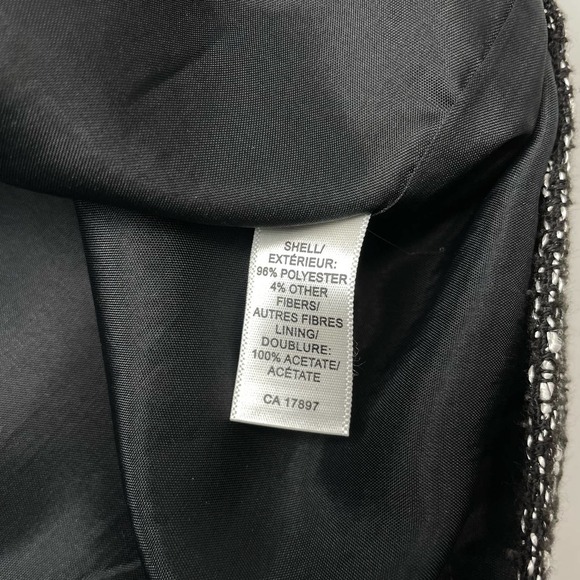 SHELL/
EXTÉRIEUR:
96% POLYESTER
4% OTHER
FIBERS/
AUTRES FIBRES
LINING/
DOUBLURE:
100% ACETATE/
ACÉTATE
CA 17897